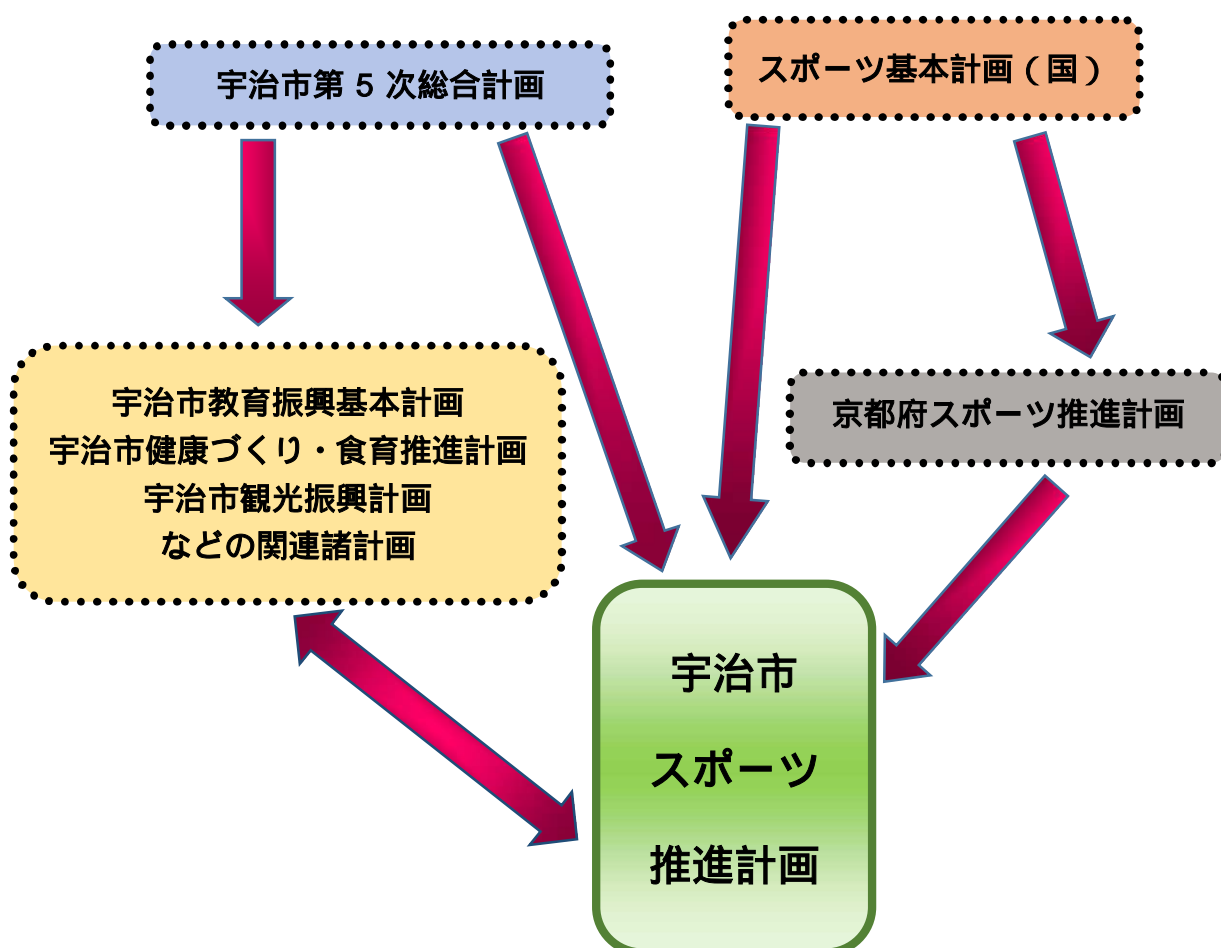 宇治市第 5 次総合計画
スポーツ基本計画（国）
宇治市教育振興基本計画
宇治市健康づくり・食育推進計画
宇治市観光振興計画
などの関連諸計画
京都府スポーツ推進計画
宇治市
スポーツ
推進計画